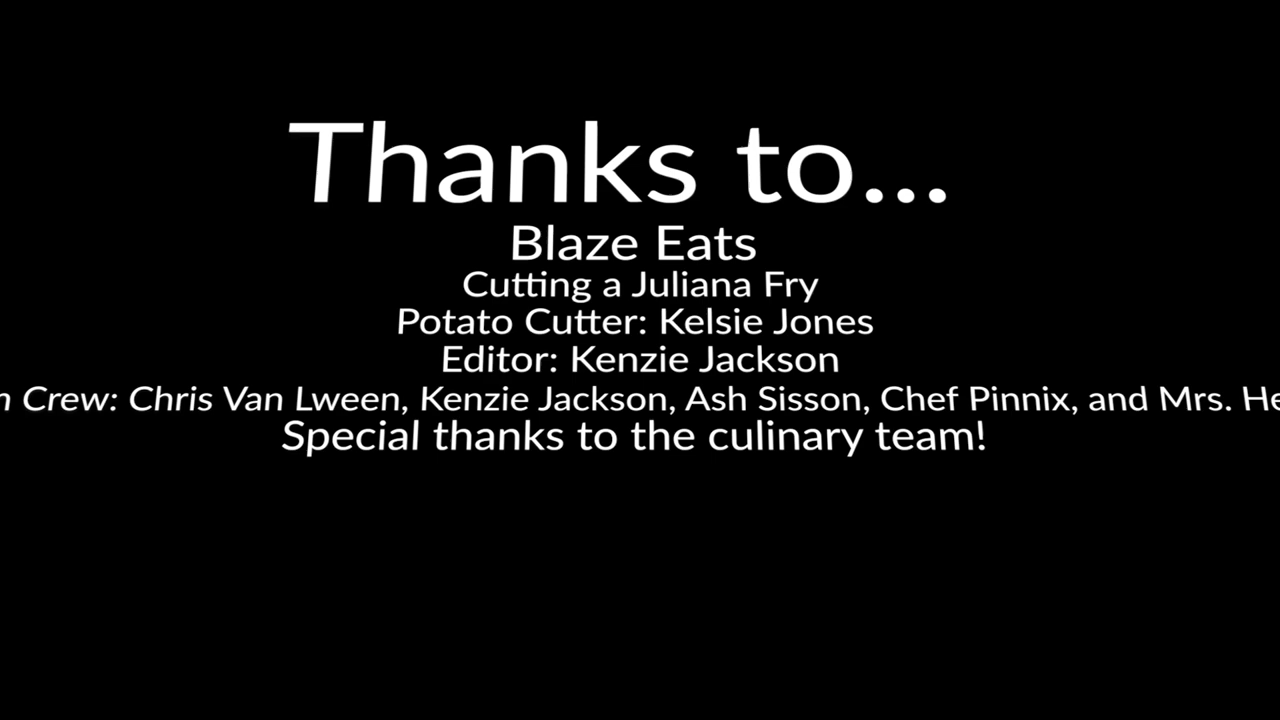 Thanks to...
Blaze Eats
Cutting a Juliana Fry
Potato Cutter: Kelsie Jones
Editor: Kenzie Jackson
Crew: Chris Van Lween, Kenzie Jackson, Ash Sisson, Chef Pinnix, and Mrs.
Special thanks to the culinary team!